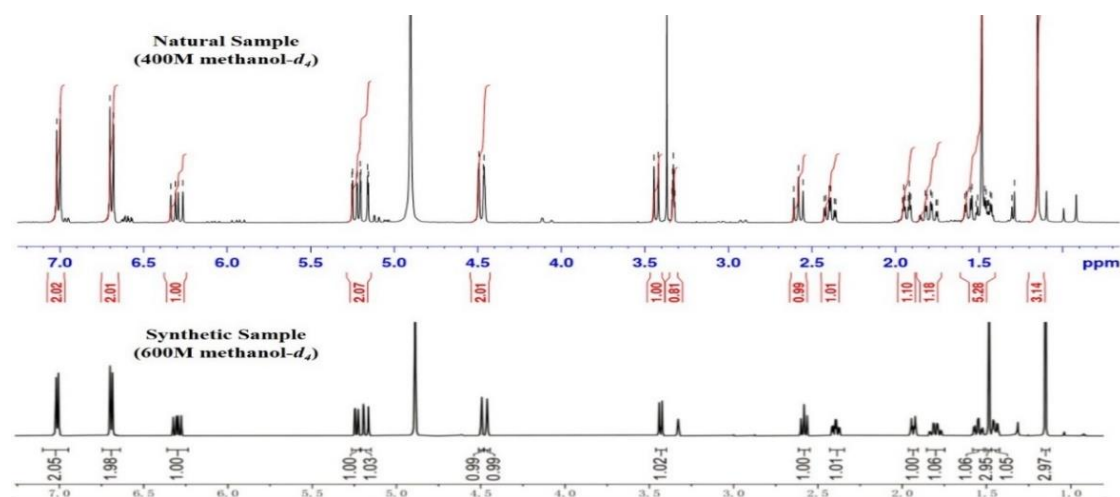 Natural Sample
(400M methanol-d4)
7.0 6.5 6.0 5.5 5.0 4.5 4.0 3.5 3.0 2.5 2.0 1.5 ppm
2.02 2.01 1.00 2.07 2.01 1.00 0.81 0.99 1.01 1.10 1.18 5.28 3.14
Synthetic Sample
(600M methanol-d4)
2.05 1.98 1.00 1.00 1.03 0.99 0.99 1.02 1.00 1.01 1.00 1.06 1.06 2.95 1.05 2.97
7.0 6.5 6.0 5.5 5.0 4.5 4.0 3.5 3.0 2.5 2.0 1.5 1.0